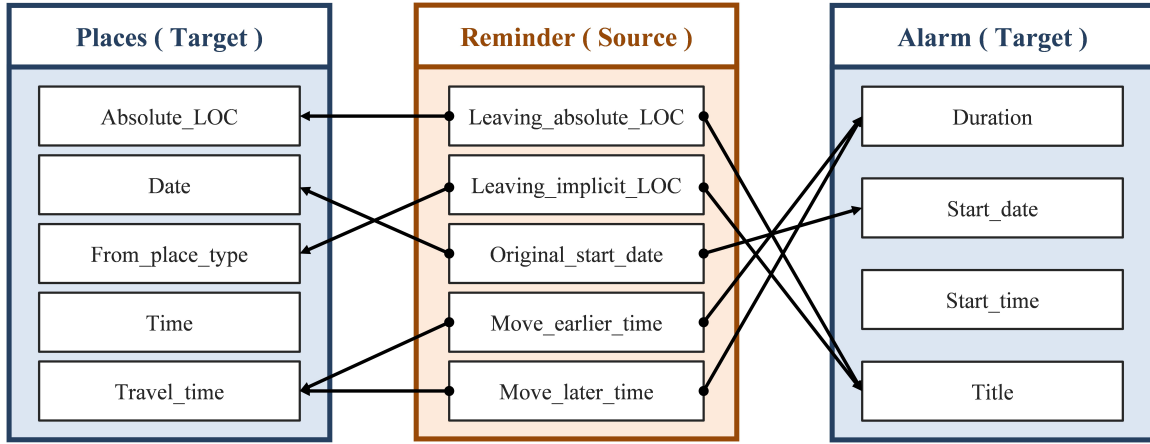 Places ( Target )
Absolute_LOC
Date
From_place_type
Time
Travel_time
Reminder ( Source )
Leaving_absolute_LOC
Leaving_implicit_LOC
Original_start_date
Move_earlier_time
Move_later_time
Alarm ( Target )
Duration
Start_date
Start_time
Title